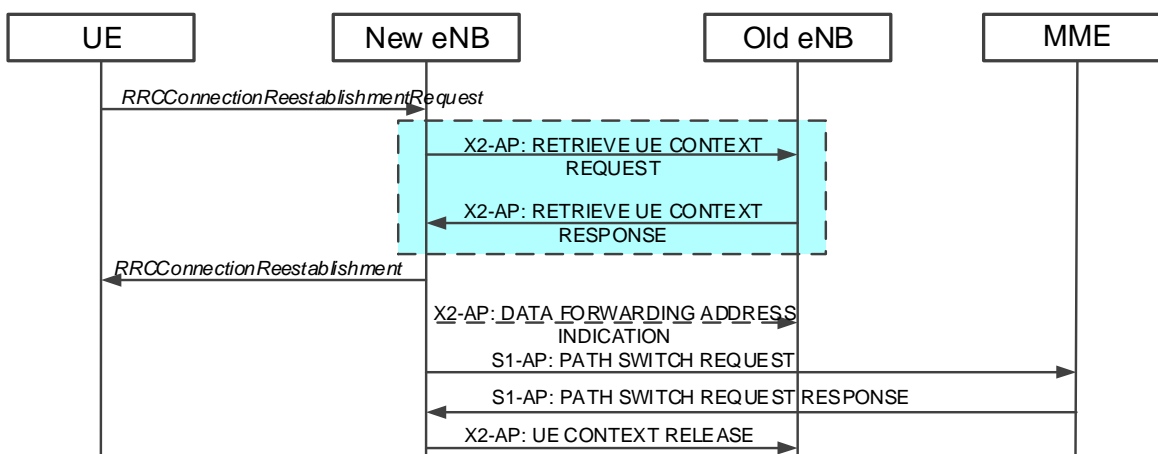 UE
New eNB
Old eNB
MME
RRCConnectionReestablishmentRequest
X2-AP: RETRIEVE UE CONTEXT
REQUEST
X2-AP: RETRIEVE UE CONTEXT
RESPONSE
RRCConnectionReestablishment
X2-AP: DATA FORWARDING ADDRESS
INDICATION
S1-AP: PATH SWITCH REQUEST
S1-AP: PATH SWITCH REQUEST RESPONSE
X2-AP: UE CONTEXT RELEASE